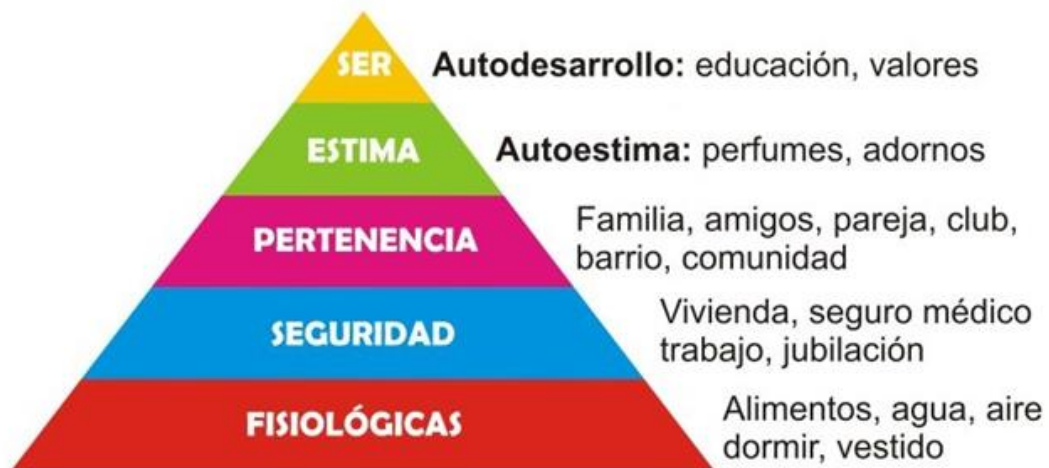 SER
Autodesarrollo: educación, valores
ESTIMA
Autoestima: perfumes, adornos
PERTENENCIA
Familia, amigos, pareja, club,
barrio, comunidad
SEGURIDAD
Vivienda, seguro médico
trabajo, jubilación
FISIOLÓGICAS
Alimentos, agua, aire
dormir, vestido